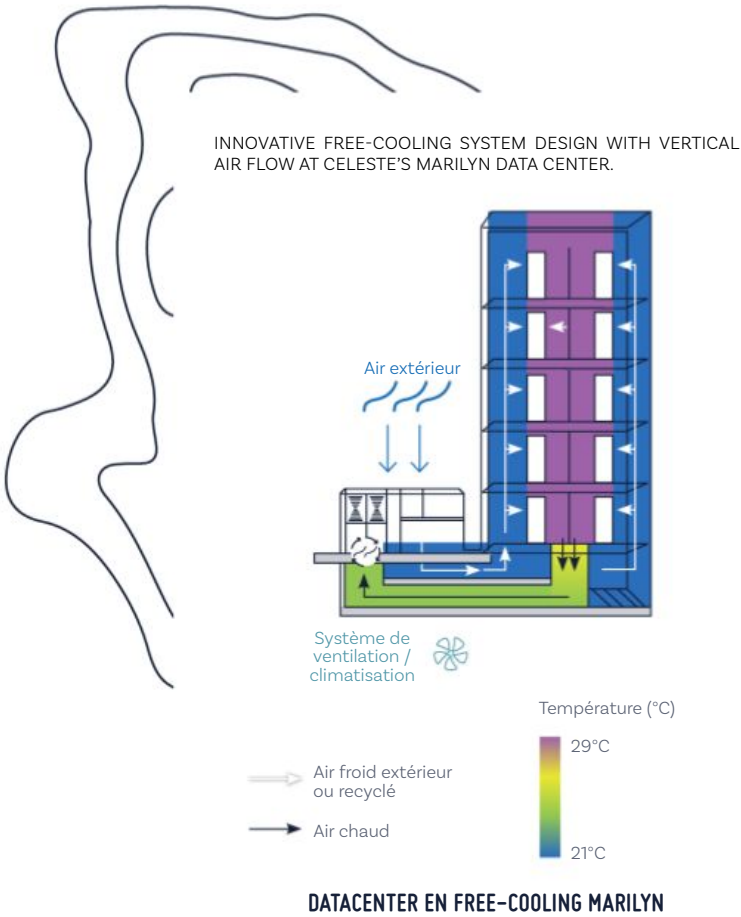 INNOVATIVE FREE-COOLING SYSTEM DESIGN WITH VERTICAL
AIR FLOW AT CELESTE’S MARILYN DATA CENTER.
Air extérieur
Système de
ventilation /
climatisation
Température (°C)
29°C
21°C
Air froid extérieur
ou recyclé
Air chaud
DATACENTER EN FREE-COOLING MARILYN